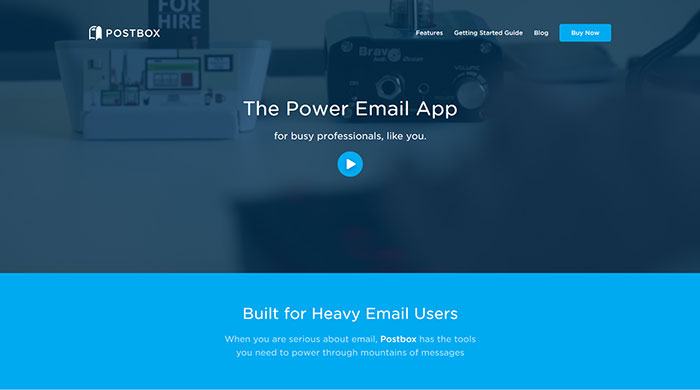 FOR
HIRE
POSTBOX
Features
Getting Started Guide
Blog
Buy Now
VOLUME
The Power Email App
for busy professionals, like you.
Built for Heavy Email Users
When you are serious about email, Postbox has the tools
you need to power through mountains of messages